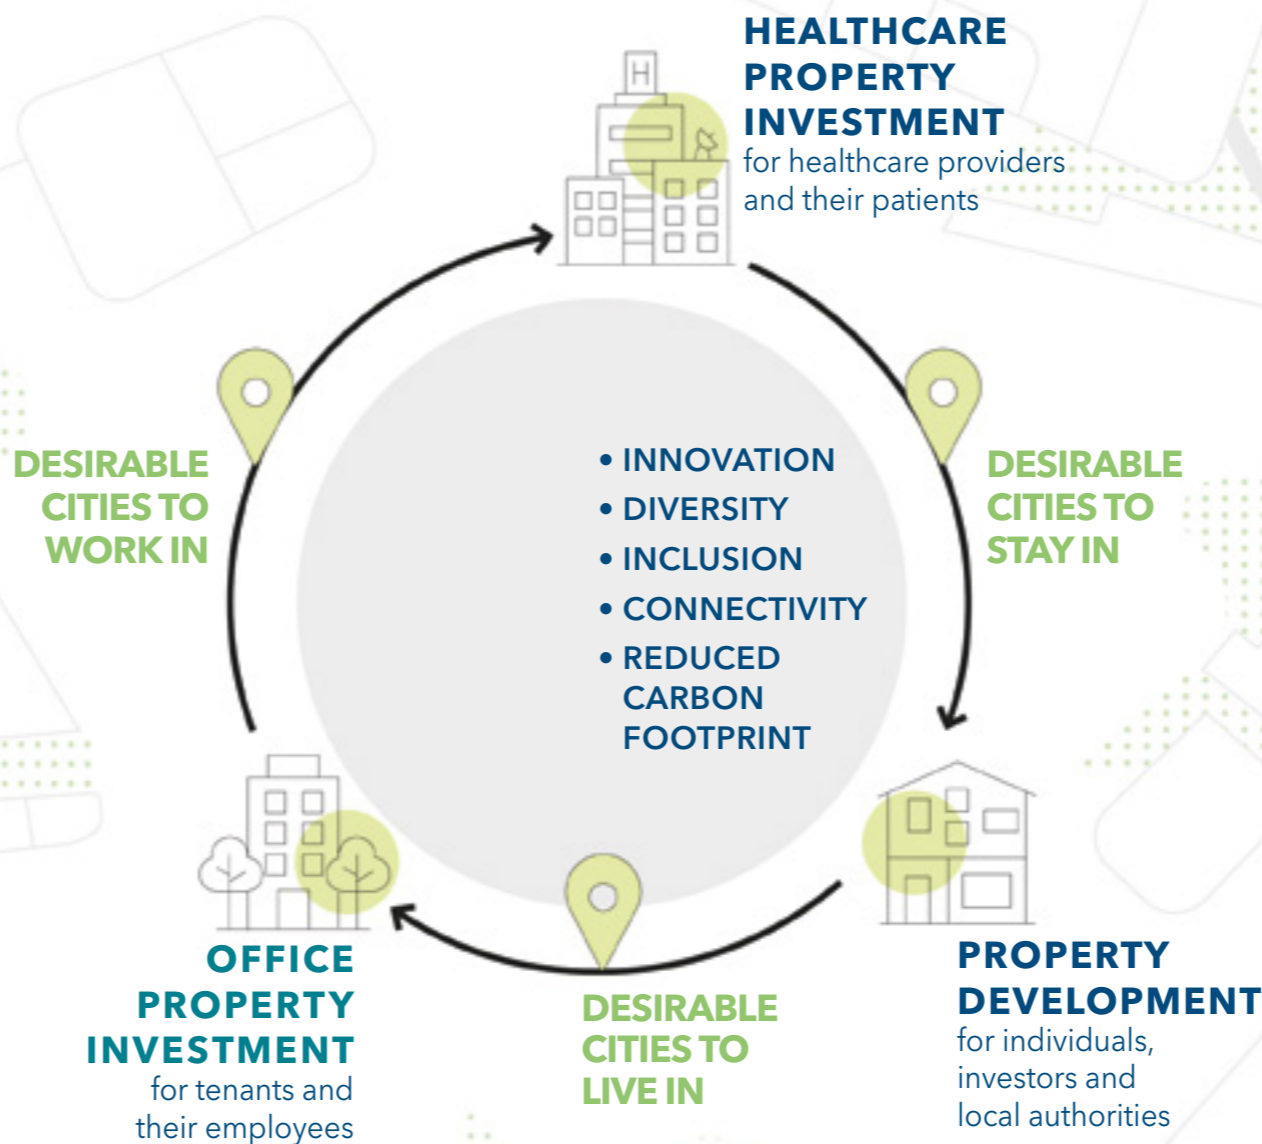 HEALTHCARE
PROPERTY
INVESTMENT
for healthcare providers
and their patients
H
DESIRABLE
CITIES TO
WORK IN
• INNOVATION
• DIVERSITY
• INCLUSION
• CONNECTIVITY
• REDUCED
CARBON
FOOTPRINT
DESIRABLE
CITIES TO
STAY IN
OFFICE
PROPERTY
INVESTMENT
for tenants and
their employees
DESIRABLE
CITIES TO
LIVE IN
PROPERTY
DEVELOPMENT
for individuals,
investors and
local authorities